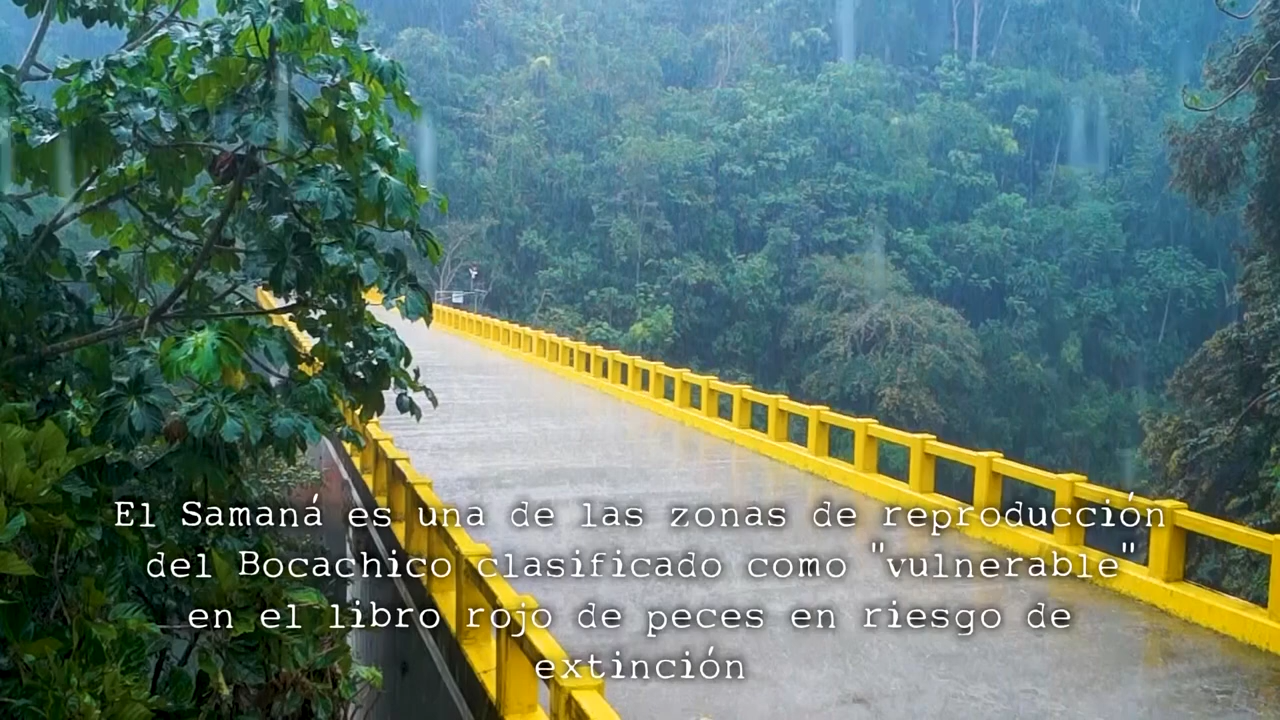 El Samaná es una de las zonas de reproducción
del Bocachico clasificado como "vulnerable"
en el libro rojo de peces en riesgo de
extinción